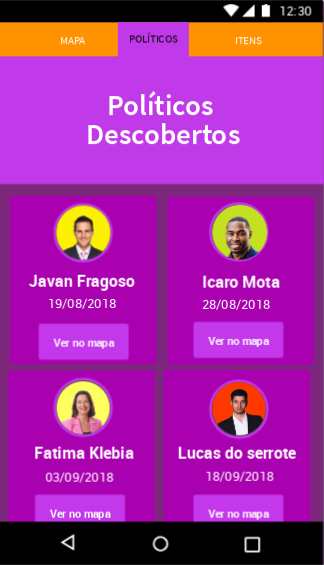 12:30
MAPA POLÍTICOS ITENS
Políticos
Descobertos
Javan Fragoso
19/08/2018
Ver no mapa
Icaro Mota
28/08/2018
Ver no mapa
Fatima Klebia
03/09/2018
Ver no mapa
Lucas do serrote
18/09/2018
Ver no mapa